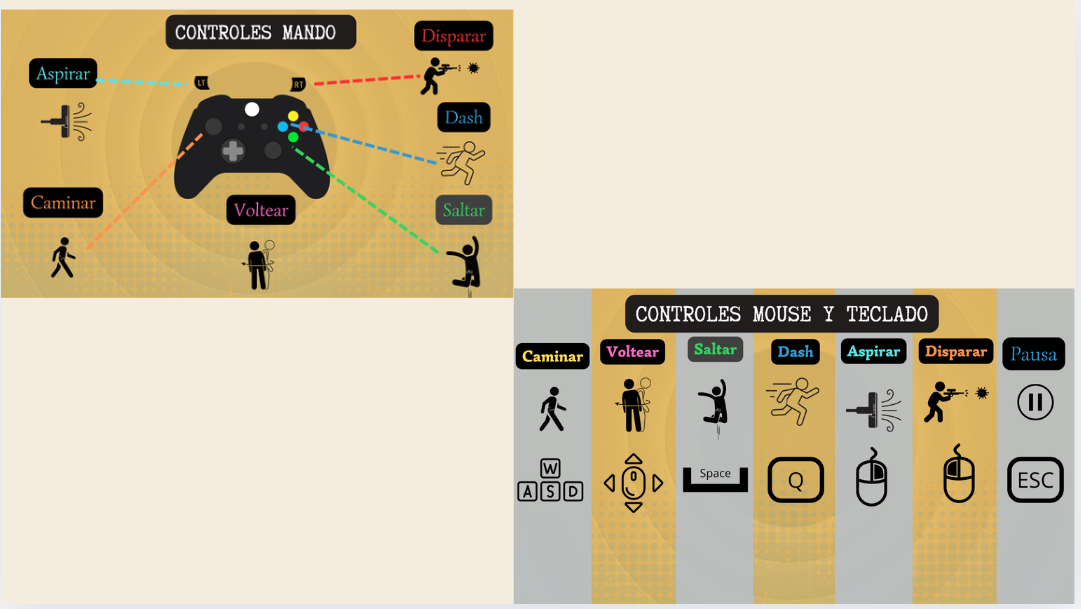 CONTROLES MANDO
Disparar
Aspirar
LT
RT
Dash
Caminar
Voltear
Saltar
CONTROLES MOUSE Y TECLADO
Caminar
Voltear
Saltar
Dash
Aspirar
Disparar
Pausa
W
A S D
Space
Q
ESC